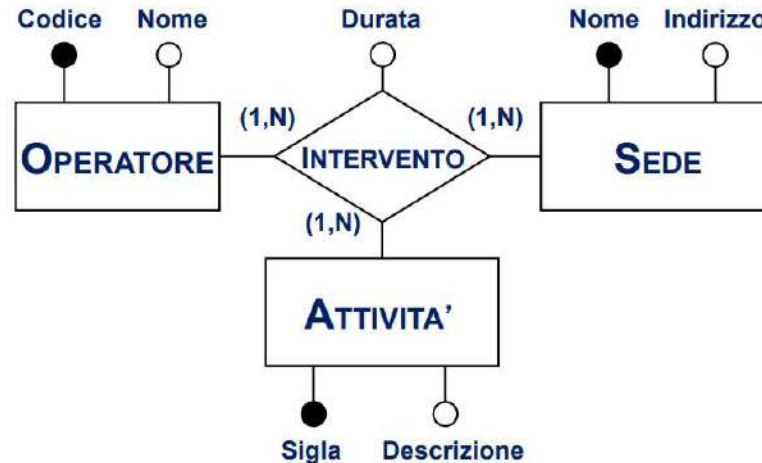 Codice Nome Durata Nome Indirizzo
(1,N) (1,N)
OPERATORE INTERVENTO SEDE
(1,N)
ATTIVITA'
Sigla Descrizione